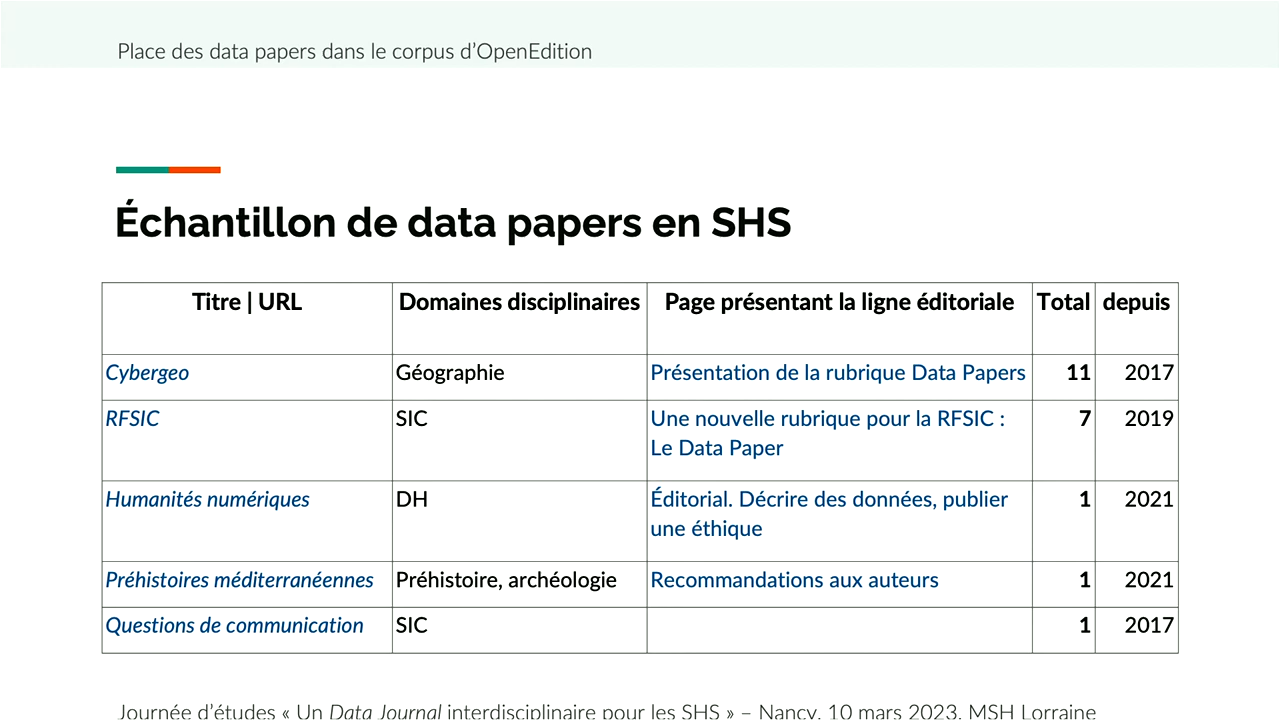 Place des data papers dans le corpus d’OpenEdition
Échantillon de data papers en SHS
Titre | URL Domaines disciplinaires Page présentant la ligne éditoriale Total depuis
Cybergeo Géographie Présentation de la rubrique Data Papers 11 2017
RFSIC SIC Une nouvelle rubrique pour la RFSIC : 7 2019
Le Data Paper
Humanités numériques DH Éditorial. Décrire des données, publier 1 2021
une éthique
Préhistoires méditerranéennes Préhistoire, archéologie Recommandations aux auteurs 1 2021
Questions de communication SIC 1 2017
Journée d’études « Un Data Journal interdisciplinaire pour les SHS » – Nancy, 10 mars 2023, MSH Lorraine